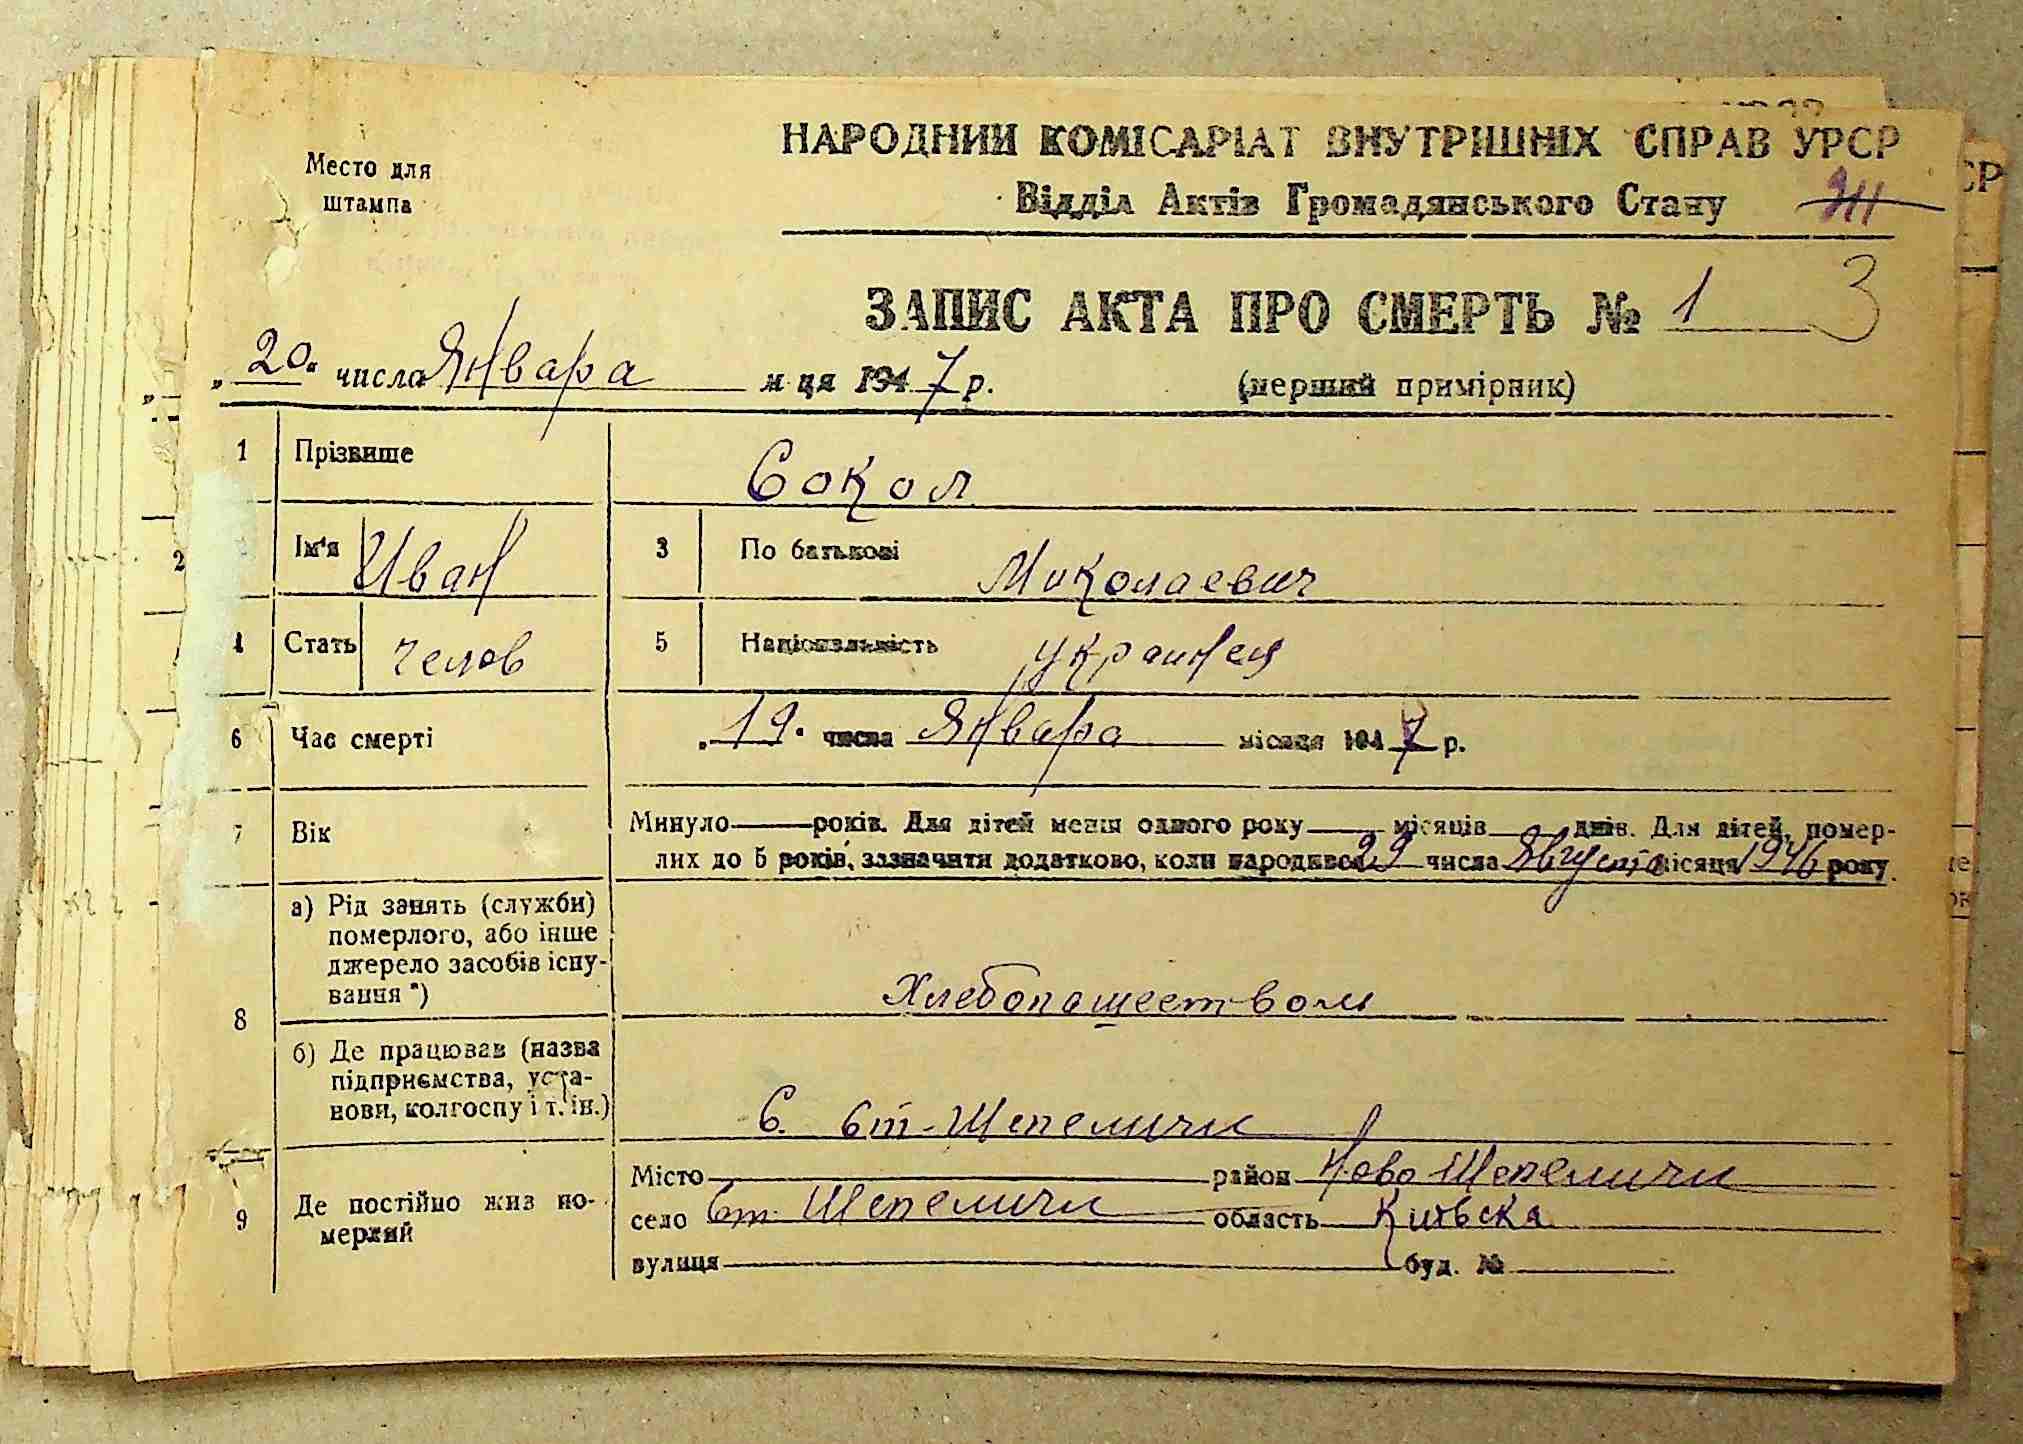 НАРОДНИЙ КОМІСАРІАТ ВНУТРІШНІХ СПРАВ УРСР
Место для
штампа
Відділ Актів Громадянського Стану
ЗАПИС АКТА ПРО СМЕРТЬ № 1 3
„20“ числа Января м-ця 1947 р.
(перший примірник)
1 Прізвище Сокол
Ім'я Иван 3 По батькові Миколаевич
4 Стать челов 5 Національність украинец
6 Час смерті „19“ числа Января місяця 1947 р.
7 Вік Минуло — років. Для дітей менш одного року — місяців — днів. Для дітей, помер-
лих до 5 років, зазначити додатково, коли народився 29 числа Августа місяця 1946 року
8 а) Рід занять (служби)
померлого, або інше
джерело засобів існу-
вання *) Хлебопашеством
б) Де працював (назва
підприємства, уста-
нови, колгоспу і т. ін.) С. Ст-Шепеличи
9 Де постійно жив по-
мерлий
Місто — район Ново Шепеличи
село Ст. Шепеличи область Київска
вулиця — буд. №
2
СР